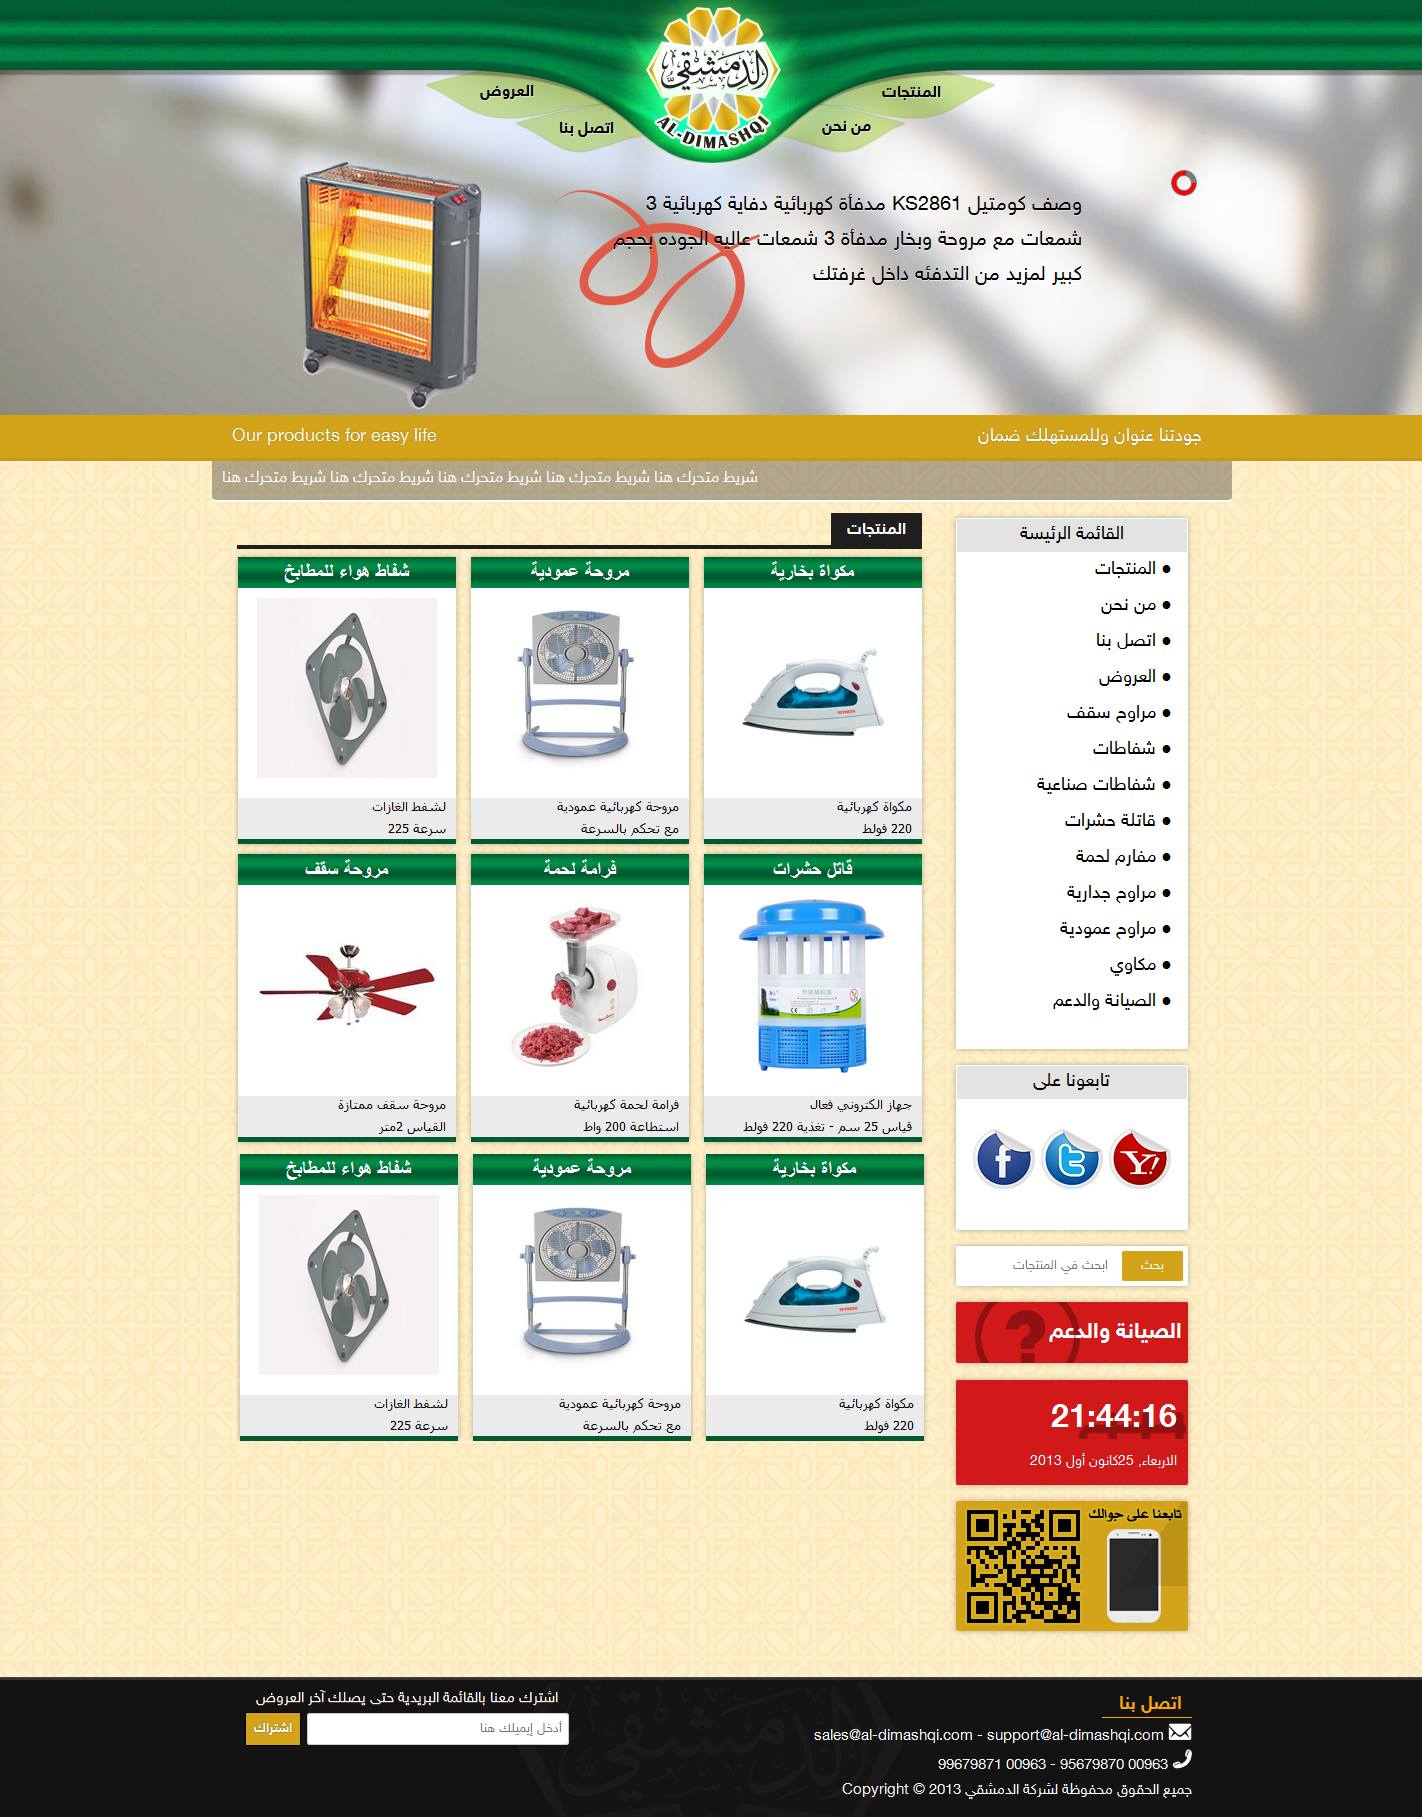 الدمشقي
AL-DIMASHQI
المنتجات
من نحن
العروض
اتصل بنا
وصف كومتيل KS2861 مدفأة كهربائية دفاية كهربائية 3
شمعات مع مروحة وبخار مدفأة 3 شمعات عاليه الجوده بحجم
كبير لمزيد من التدفئه داخل غرفتك
جودتنا عنوان وللمستهلك ضمان
Our products for easy life
شريط متحرك هنا شريط متحرك هنا شريط متحرك هنا شريط متحرك هنا شريط متحرك هنا
القائمة الرئيسة
● المنتجات
● من نحن
● اتصل بنا
● العروض
● مراوح سقف
● شفاطات
● شفاطات صناعية
● قاتلة حشرات
● مفارم لحمة
● مراوح جدارية
● مراوح عمودية
● مكاوي
● الصيانة والدعم
تابعونا على
Y!
t
f
بحث
ابحث في المنتجات
الصيانة والدعم
?
21:44:16
الاربعاء, 25كانون أول 2013
تابعنا على جوالك
المنتجات
مكواة بخارية
مكواة كهربائية
220 فولط
مروحة عمودية
مروحة كهربائية عمودية
مع تحكم بالسرعة
شفاط هواء للمطابخ
لشفط الغازات
سرعة 225
قاتل حشرات
جهاز الكتروني فعال
قياس 25 سم - تغذية 220 فولط
فرامة لحمة
فرامة لحمة كهربائية
استطاعة 200 واط
مروحة سقف
مروحة سقف ممتازة
القياس 2متر
مكواة بخارية
مكواة كهربائية
220 فولط
مروحة عمودية
مروحة كهربائية عمودية
مع تحكم بالسرعة
شفاط هواء للمطابخ
لشفط الغازات
سرعة 225
اتصل بنا
sales@al-dimashqi.com - support@al-dimashqi.com
99679871 00963 - 95679870 00963
جميع الحقوق محفوظة لشركة الدمشقي Copyright © 2013
اشترك معنا بالقائمة البريدية حتى يصلك آخر العروض
أدخل إيميلك هنا
اشتراك
الدمشقي